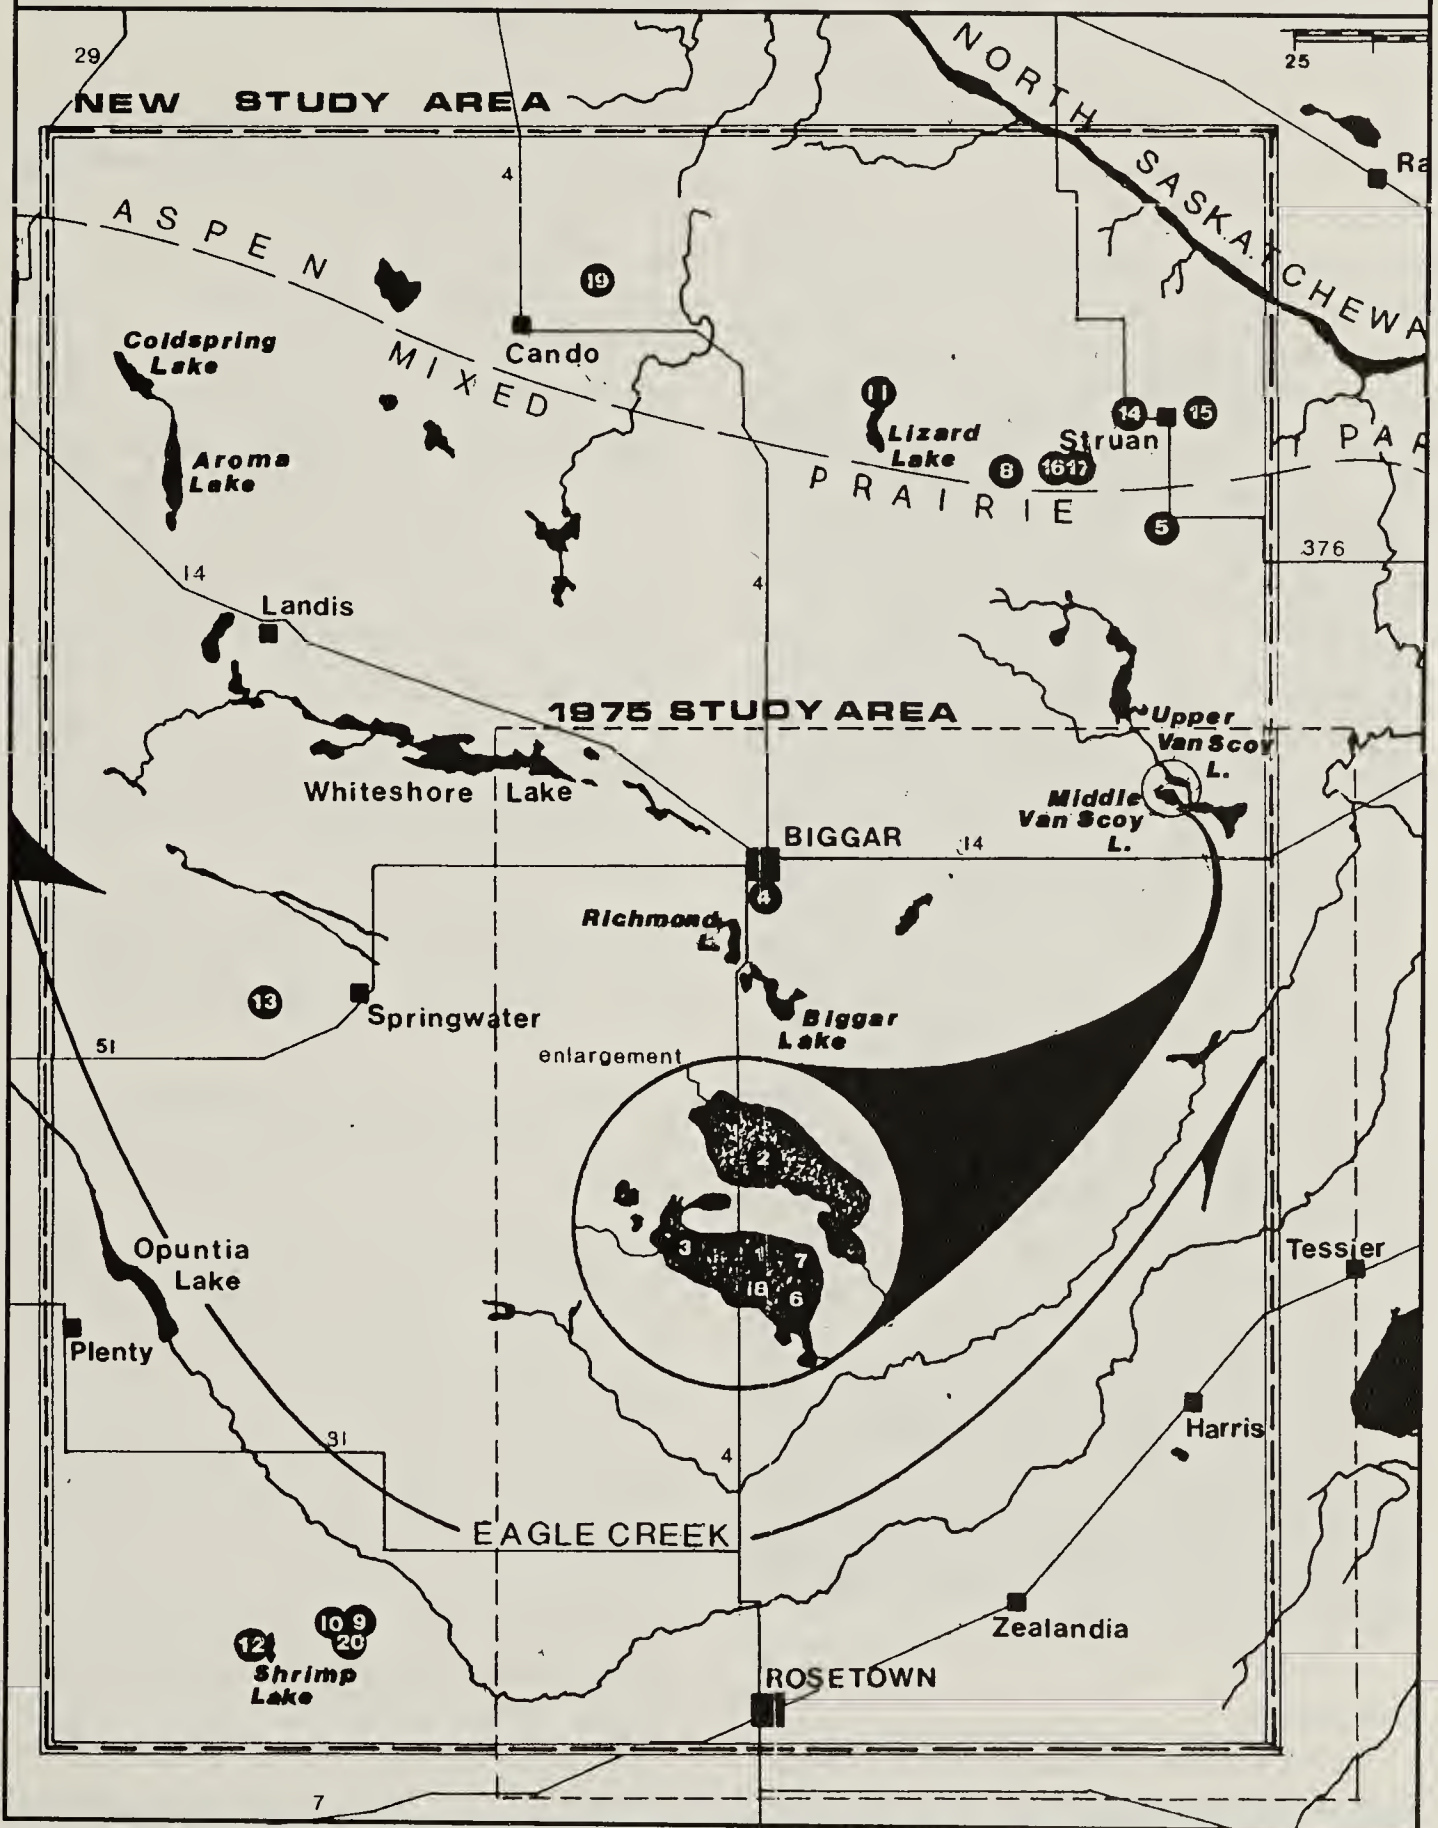 29
25
NORTH SASKATCHEWA
NEW STUDY AREA
Ra
4
ASPEN
19
Coldspring
Lake
Cando
MIXED
11
14
15
Lizard
Lake
Struan
PAR
Aroma
Lake
8
16 17
PRAIRIE
5
376
14
4
Landis
1975 STUDY AREA
Upper
Van Scoy
L.
Whiteshore Lake
Middle
Van Scoy
L.
BIGGAR
14
4
Richmond
L.
13
Springwater
Biggar
Lake
51
enlargement
2
3
1
7
18
6
Opuntia
Lake
Tessier
Plenty
Harris
31
4
EAGLE CREEK
10 9
12
20
Shrimp
Lake
Zealandia
ROSETOWN
7